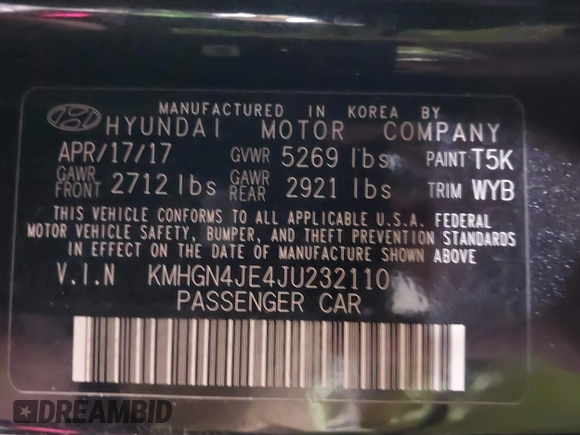 MANUFACTURED IN KOREA BY
HYUNDAI MOTOR COMPANY
APR/17/17 GVWR 5269 lbs PAINT T5K
GAWR FRONT 2712 lbs GAWR REAR 2921 lbs TRIM WYB
THIS VEHICLE CONFORMS TO ALL APPLICABLE U.S.A. FEDERAL
MOTOR VEHICLE SAFETY, BUMPER, AND THEFT PREVENTION STANDARDS
IN EFFECT ON THE DATE OF MANUFACTURE SHOWN ABOVE.
V.I.N KMHGN4JE4JU232110
PASSENGER CAR
DREAMBID